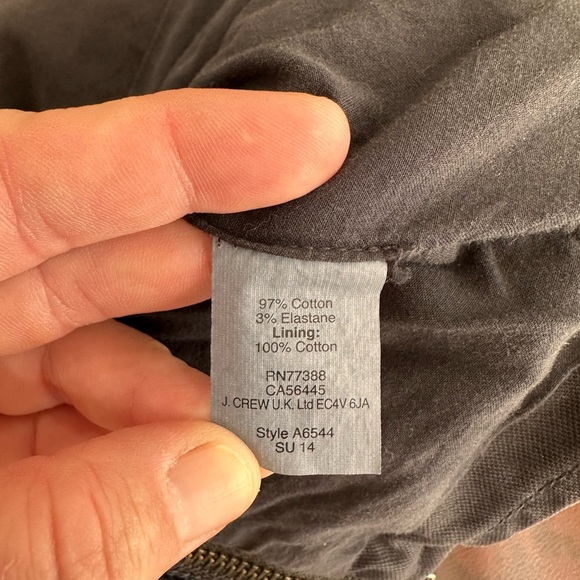 97% Cotton
3% Elastane
Lining:
100% Cotton
RN77388
CA56445
J. CREW U.K. Ltd EC4V 6JA
Style A6544
SU 14